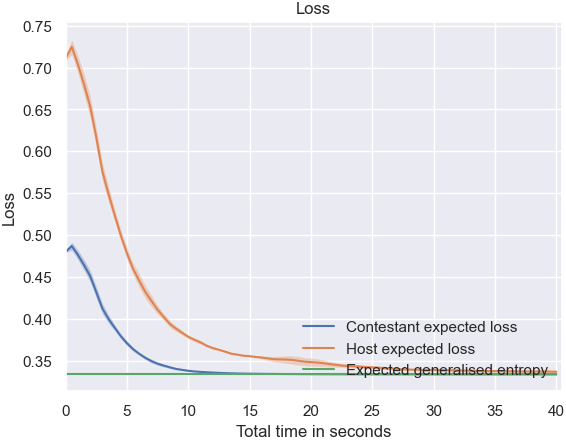 Loss
0.75
0.70
0.65
0.60
0.55
0.50
0.45
0.40
0.35
Loss
Contestant expected loss
Host expected loss
Expected generalised entropy
0 5 10 15 20 25 30 35 40
Total time in seconds